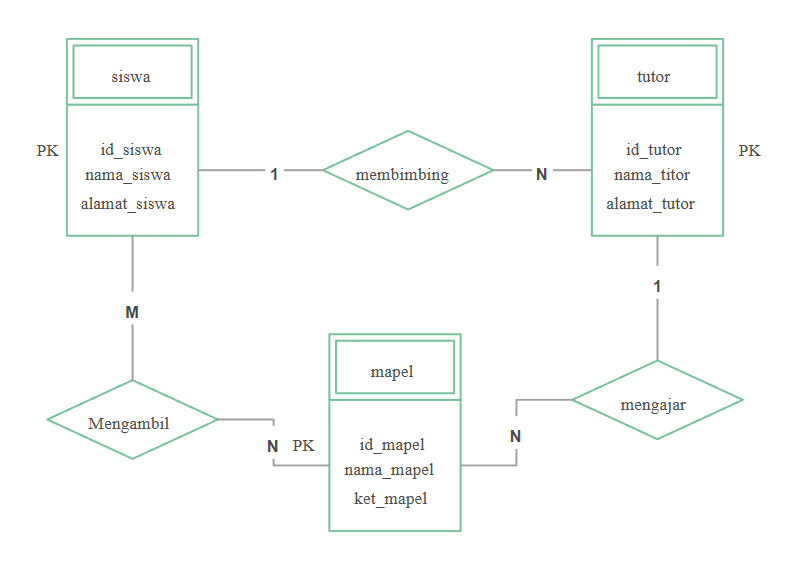 siswa
tutor
PK
id_siswa
nama_siswa
alamat_siswa
1
membimbing
N
id_tutor
nama_titor
alamat_tutor
PK
M
1
mapel
Mengambil
mengajar
N
PK
id_mapel
nama_mapel
ket_mapel
N